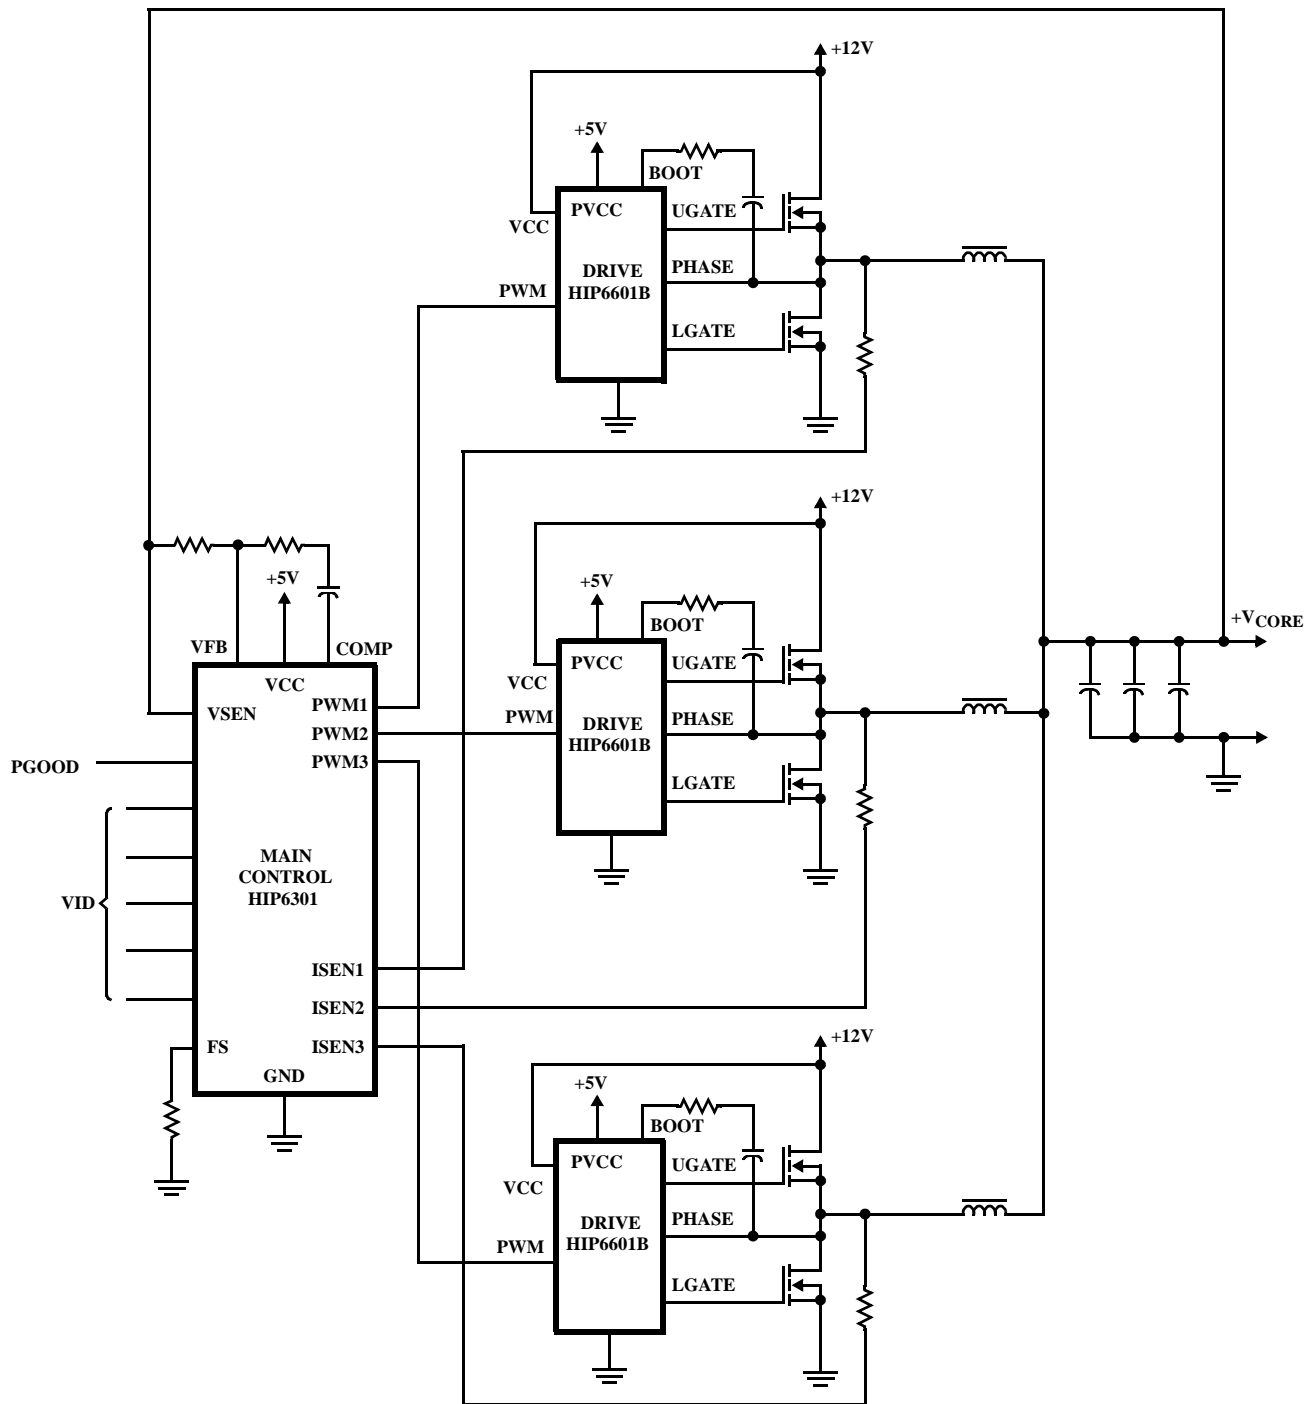 +12V
+5V
BOOT
VCC
PVCC
UGATE
DRIVE
HIP6601B
PHASE
PWM
LGATE
+12V
+5V
BOOT
VCC
PVCC
UGATE
PWM
DRIVE
HIP6601B
PHASE
LGATE
+5V
VFB
COMP
VCC
VSEN
PWM1
PWM2
PWM3
PGOOD
MAIN
CONTROL
HIP6301
VID
ISEN1
ISEN2
ISEN3
FS
GND
+VCORE
+12V
+5V
BOOT
VCC
PVCC
UGATE
DRIVE
HIP6601B
PHASE
PWM
LGATE